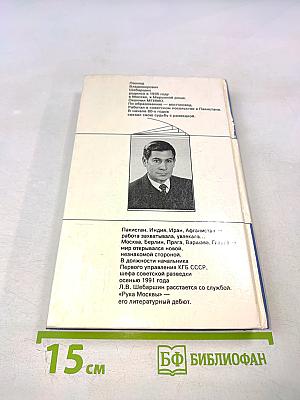 Леонид
Владимирович
Шебаршин
родился в 1935 году
в Москве, в Марьиной роще.
Окончил МГИМО.
По образованию — востоковед.
Работал в советском посольстве в Пакистане.
В начале 60-х годов
связал свою судьбу с разведкой.
Пакистан, Индия, Иран, Афганистан —
работа захватывала, увлекала...
Москва, Берлин, Прага, Варшава,
мир открывался новой,
незнакомой стороной.
В должности начальника
Первого управления КГБ СССР,
шефа советской разведки
осенью 1991 года
Л.В. Шебаршин расстается со службой.
«Рука Москвы» —
его литературный дебют.
15 см
БФ БИБЛИОФАН